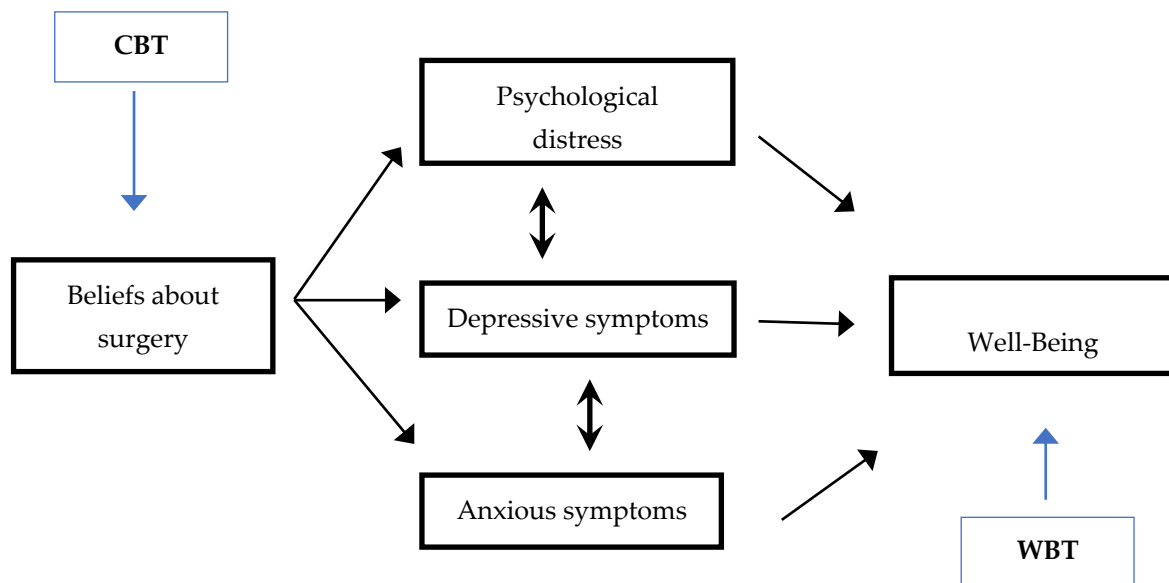 CBT
Psychological
distress
Beliefs about
surgery
Depressive symptoms
Well-Being
Anxious symptoms
WBT